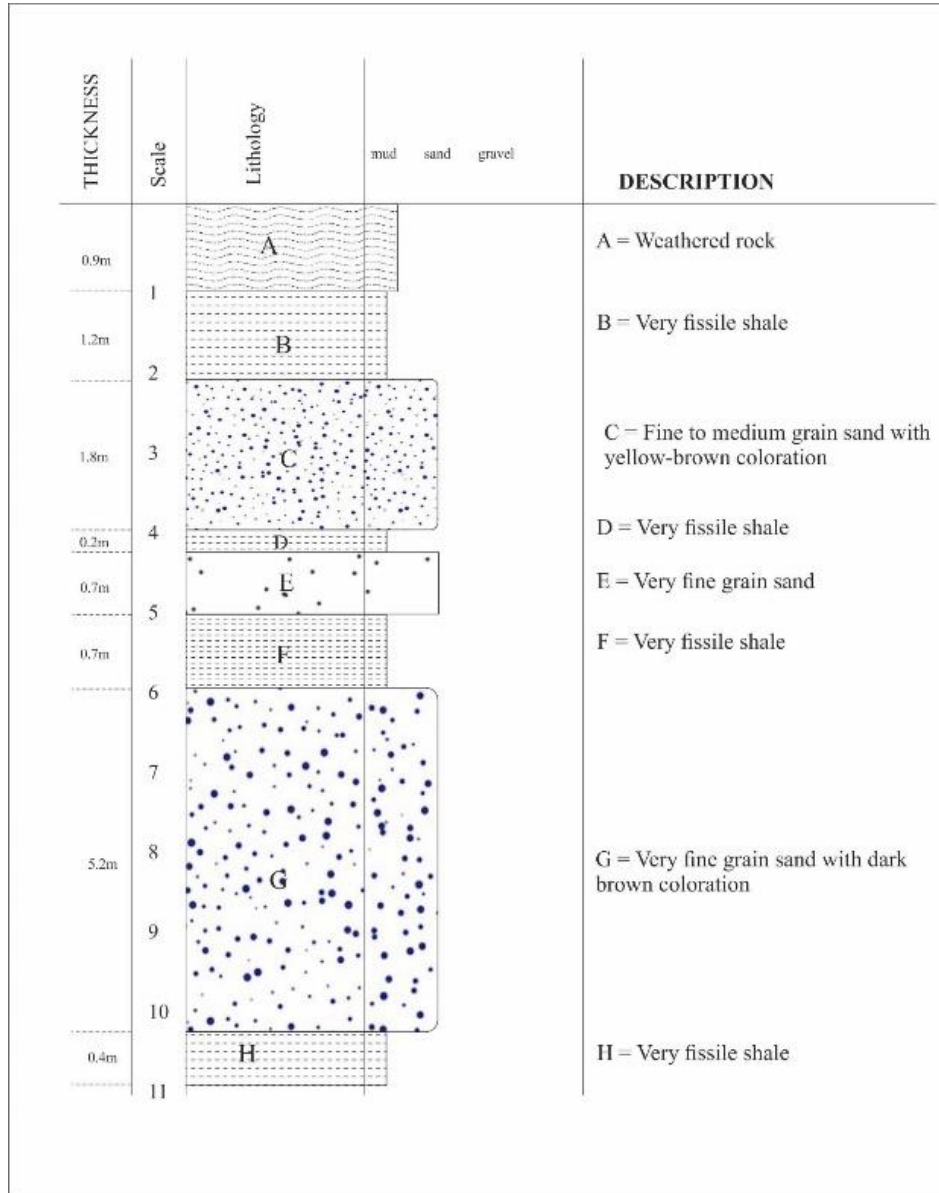 THICKNESS
Scale
Lithology
mud sand gravel
DESCRIPTION
A
A = Weathered rock
0.9m
1
B = Very fissile shale
1.2m
B
2
C = Fine to medium grain sand with
yellow-brown coloration
3
1.8m
C
D = Very fissile shale
4
0.2m
D
E = Very fine grain sand
0.7m
E
5
F = Very fissile shale
0.7m
F
6
7
8
5.2m
G = Very fine grain sand with dark
brown coloration
G
9
10
0.4m
H
H = Very fissile shale
11